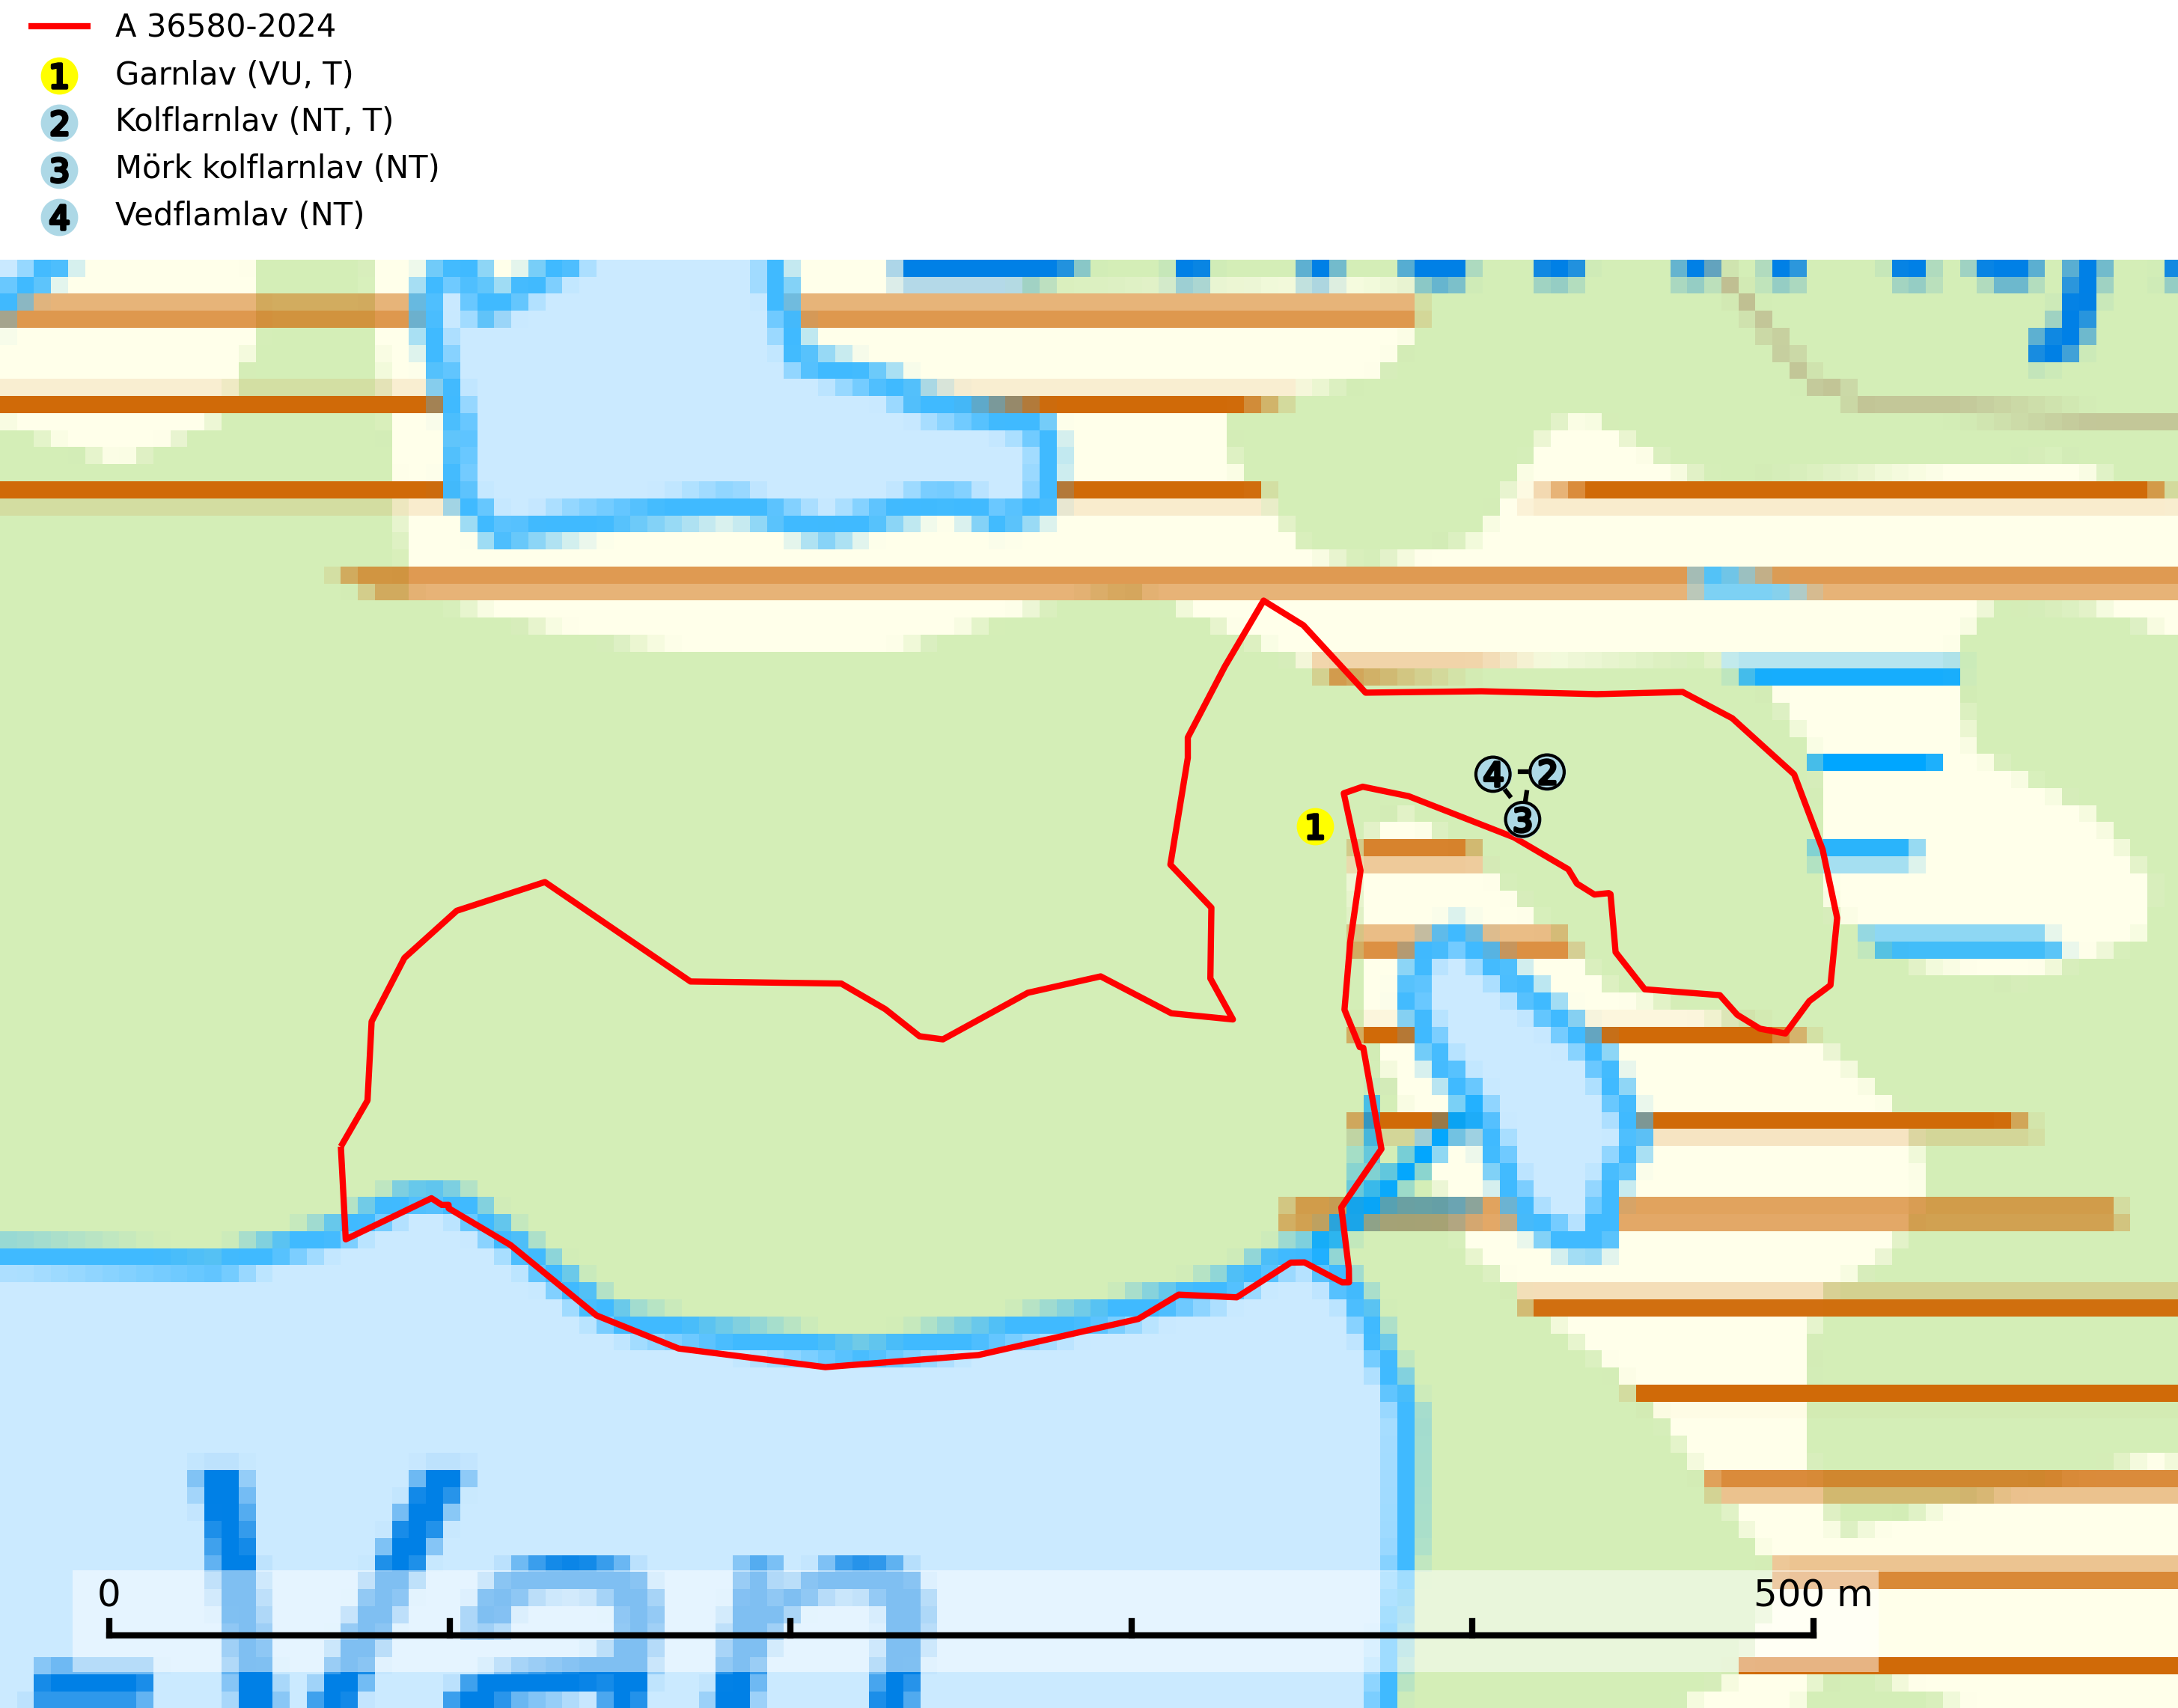 A 36580-2024
1 Garnlav (VU, T)
2 Kolflarnlav (NT, T)
3 Mörk kolflarnlav (NT)
4 Vedflamlav (NT)
4 2
3
1
0 500 m